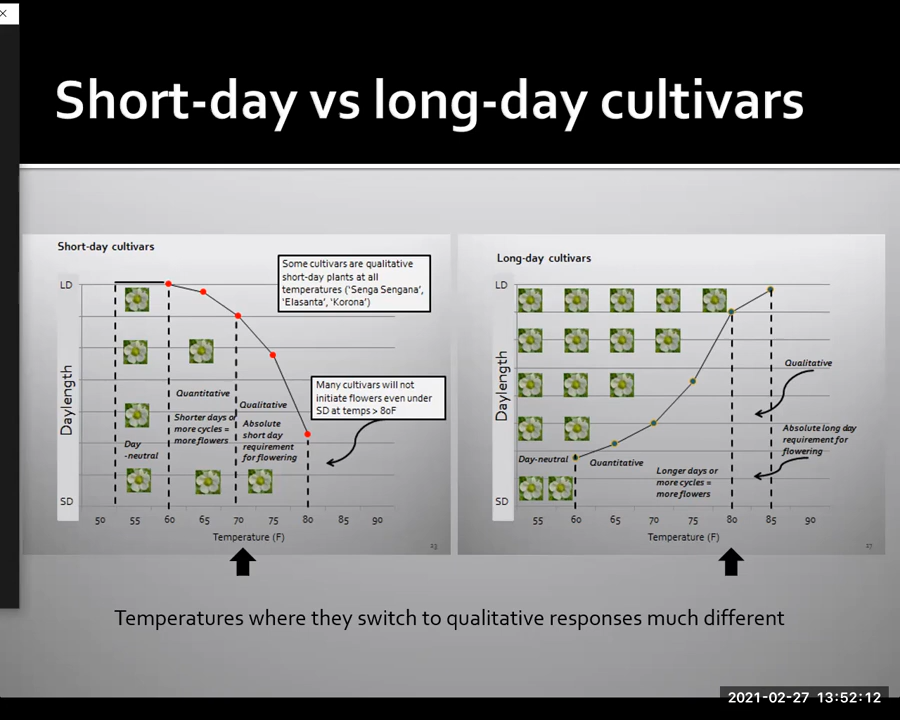 Short-day vs long-day cultivars
Short-day cultivars
Some cultivars are qualitative
short-day plants at all
temperatures ('Senga Sengana',
'Elasanta', 'Korona')
Many cultivars will not
initiate flowers even under
SD at temps > 80F
LD
Daylength
SD
Day
-neutral
Quantitative
Shorter days or
more cycles =
more flowers
Qualitative
Absolute
short day
requirement
for flowering
50 55 60 65 70 75 80 85 90
Temperature (F)
23
Long-day cultivars
LD
Daylength
SD
Day-neutral
Quantitative
Longer days or
more cycles =
more flowers
Qualitative
Absolute long day
requirement for
flowering
55 60 65 70 75 80 85 90
Temperature (F)
27
Temperatures where they switch to qualitative responses much different
2021-02-27 13:52:12